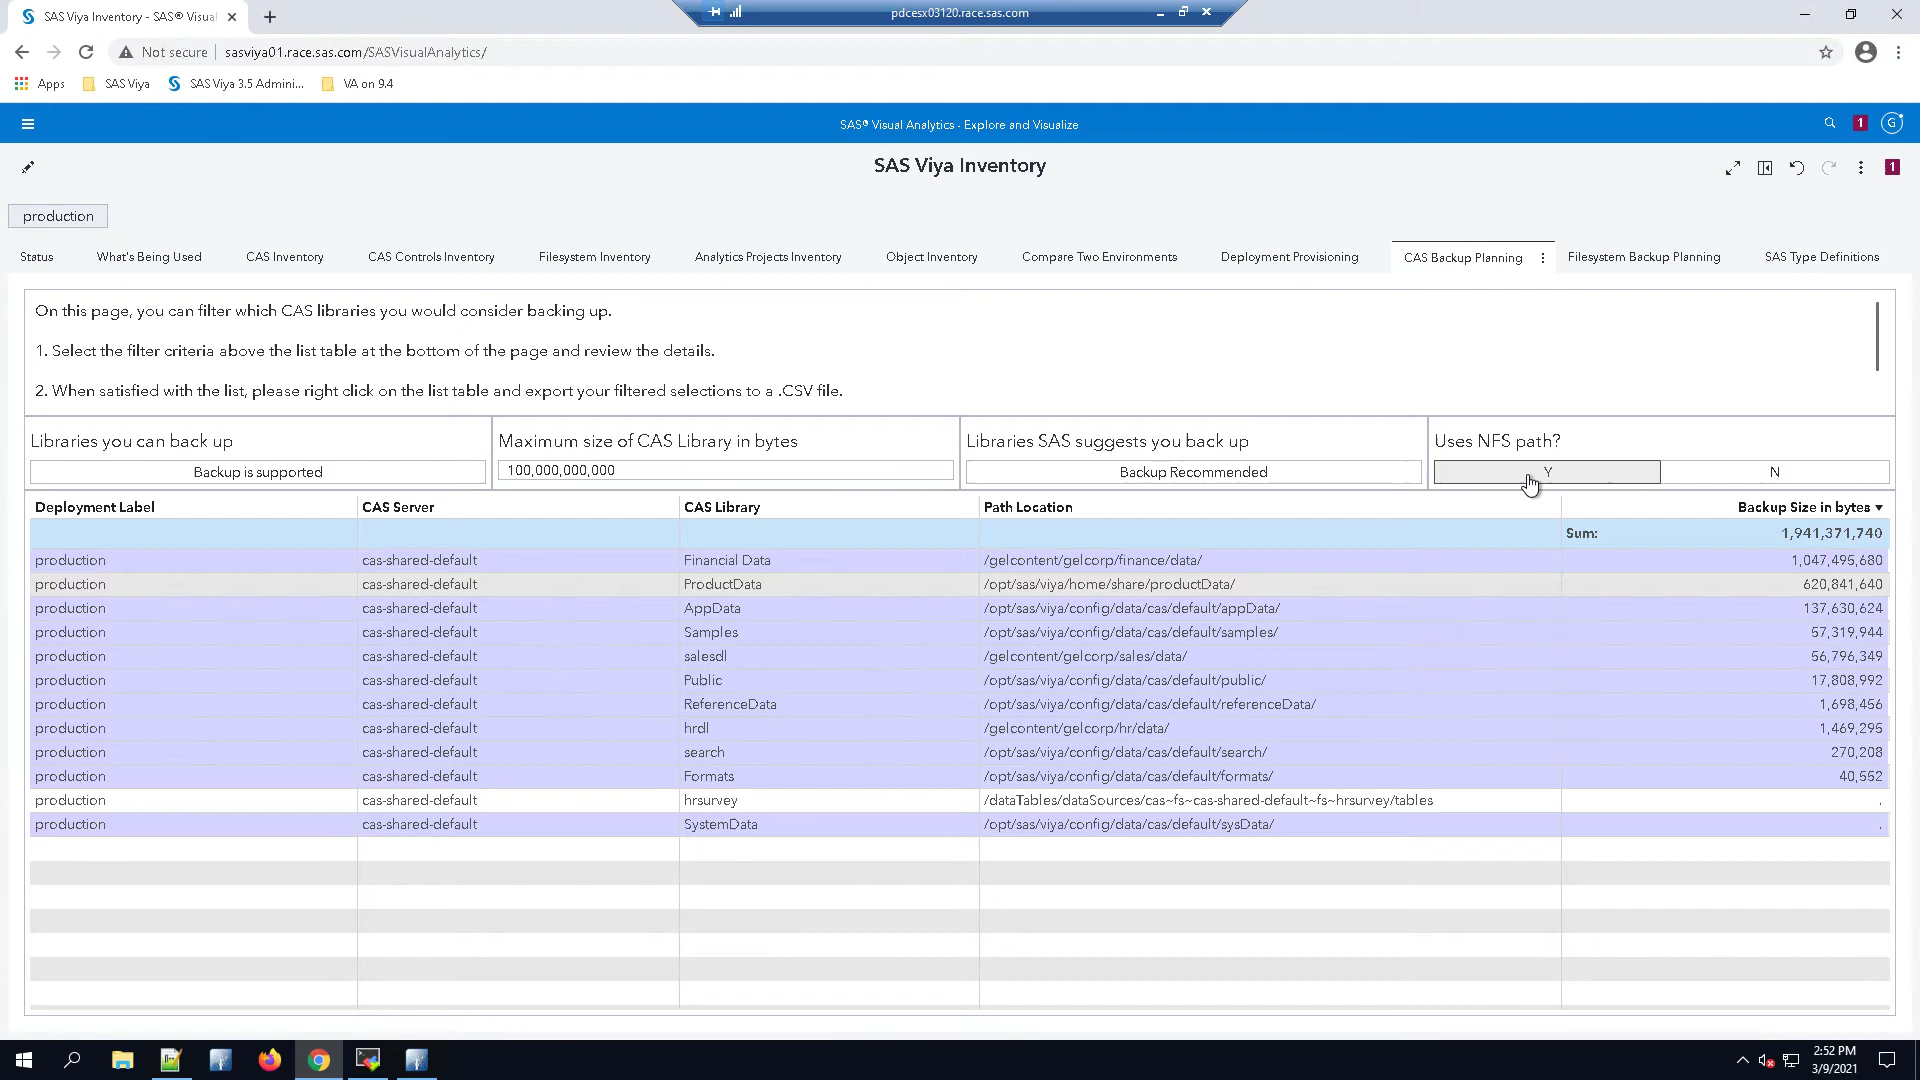 SAS Viya Inventory - SAS® Visual
pdcesx03120.race.sas.com
Not secure
sasviya01.race.sas.com/SASVisualAnalytics/
Apps
SAS Viya
SAS Viya 3.5 Admini...
VA on 9.4
SAS® Visual Analytics - Explore and Visualize
1
G
SAS Viya Inventory
1
production
Status
What's Being Used
CAS Inventory
CAS Controls Inventory
Filesystem Inventory
Analytics Projects Inventory
Object Inventory
Compare Two Environments
Deployment Provisioning
CAS Backup Planning
Filesystem Backup Planning
SAS Type Definitions
On this page, you can filter which CAS libraries you would consider backing up.
1. Select the filter criteria above the list table at the bottom of the page and review the details.
2. When satisfied with the list, please right click on the list table and export your filtered selections to a .CSV file.
Libraries you can back up
Backup is supported
Maximum size of CAS Library in bytes
100,000,000,000
Libraries SAS suggests you back up
Backup Recommended
Uses NFS path?
Y
N
Deployment Label CAS Server CAS Library Path Location Backup Size in bytes
Sum: 1,941,371,740
production cas-shared-default Financial Data /gelcontent/gelcorp/finance/data/ 1,047,495,680
production cas-shared-default ProductData /opt/sas/viya/home/share/productData/ 620,841,640
production cas-shared-default AppData /opt/sas/viya/config/data/cas/default/appData/ 137,630,624
production cas-shared-default Samples /opt/sas/viya/config/data/cas/default/samples/ 57,319,944
production cas-shared-default salesdl /gelcontent/gelcorp/sales/data/ 56,796,349
production cas-shared-default Public /opt/sas/viya/config/data/cas/default/public/ 17,808,992
production cas-shared-default ReferenceData /opt/sas/viya/config/data/cas/default/referenceData/ 1,698,456
production cas-shared-default hrdl /gelcontent/gelcorp/hr/data/ 1,469,295
production cas-shared-default search /opt/sas/viya/config/data/cas/default/search/ 270,208
production cas-shared-default Formats /opt/sas/viya/config/data/cas/default/formats/ 40,552
production cas-shared-default hrsurvey /dataTables/dataSources/cas~fs~cas-shared-default~fs~hrsurvey/tables .
production cas-shared-default SystemData /opt/sas/viya/config/data/cas/default/sysData/ .
2:52 PM
3/9/2021